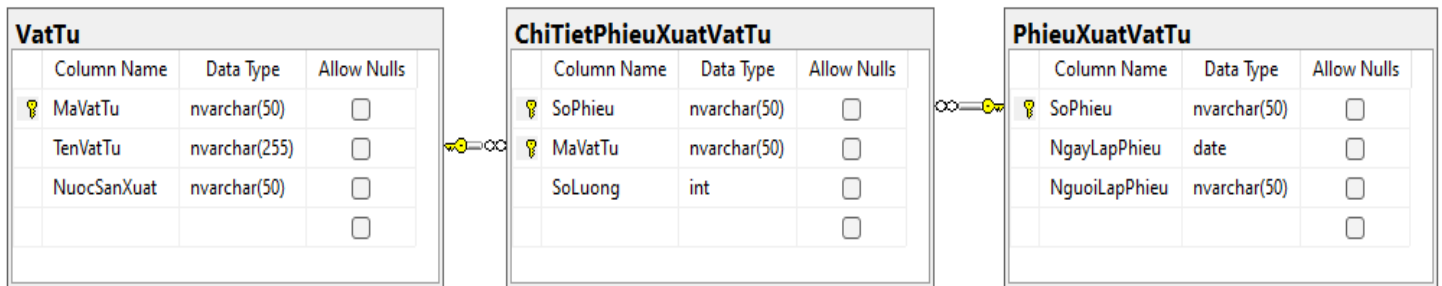 VatTu
Column Name Data Type Allow Nulls
MaVatTu nvarchar(50)
TenVatTu nvarchar(255)
NuocSanXuat nvarchar(50)
ChiTietPhieuXuatVatTu
Column Name Data Type Allow Nulls
SoPhieu nvarchar(50)
MaVatTu nvarchar(50)
SoLuong int
PhieuXuatVatTu
Column Name Data Type Allow Nulls
SoPhieu nvarchar(50)
NgayLapPhieu date
NguoiLapPhieu nvarchar(50)